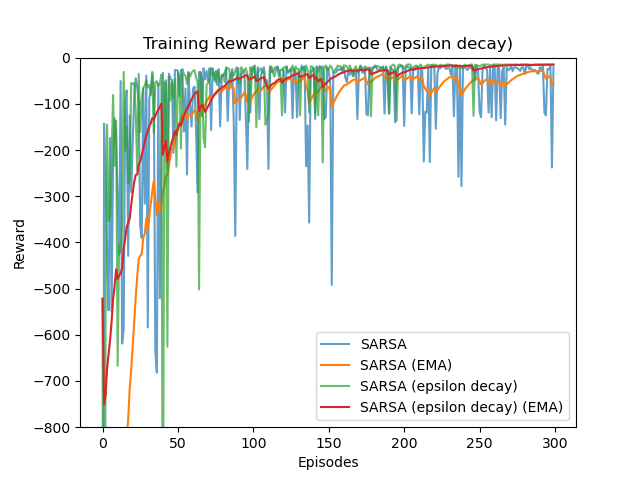 Training Reward per Episode (epsilon decay)
0
−100
−200
−300
−400
−500
−600
−700
−800
Reward
SARSA
SARSA (EMA)
SARSA (epsilon decay)
SARSA (epsilon decay) (EMA)
0 50 100 150 200 250 300
Episodes